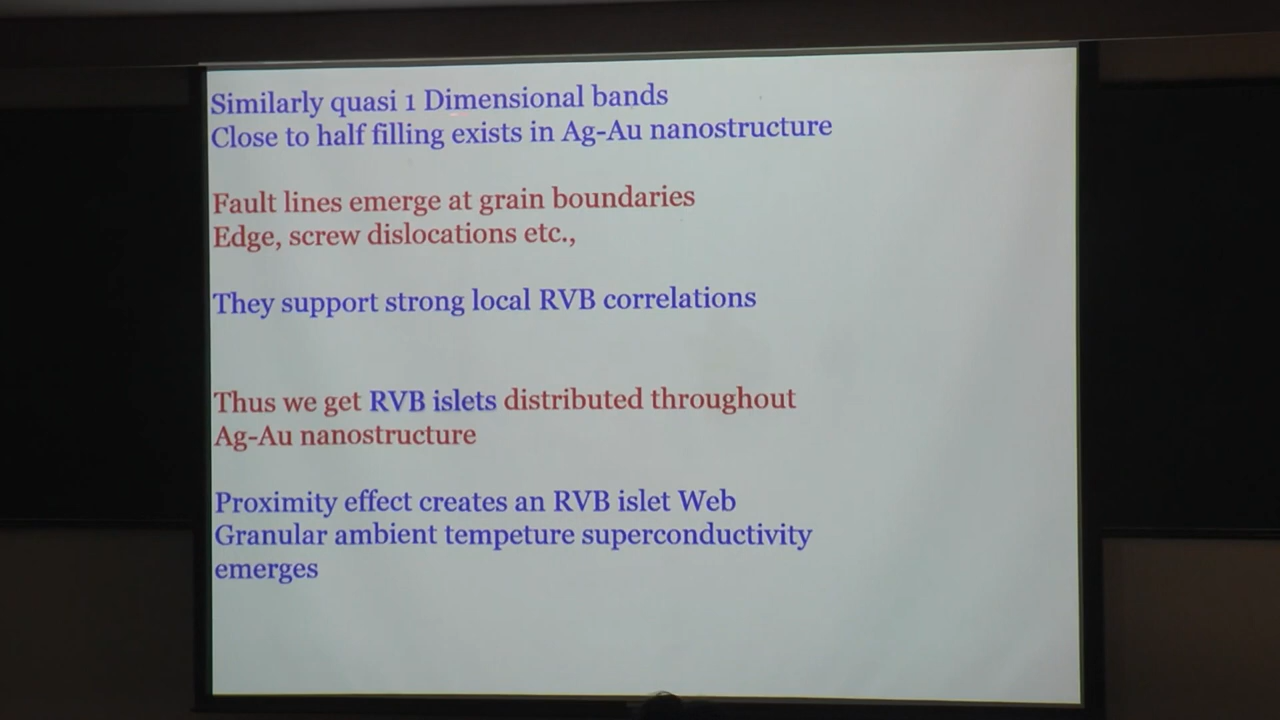 Similarly quasi 1 Dimensional bands
Close to half filling exists in Ag-Au nanostructure
Fault lines emerge at grain boundaries
Edge, screw dislocations etc.,
They support strong local RVB correlations
Thus we get RVB islets distributed throughout
Ag-Au nanostructure
Proximity effect creates an RVB islet Web
Granular ambient tempeture superconductivity
emerges